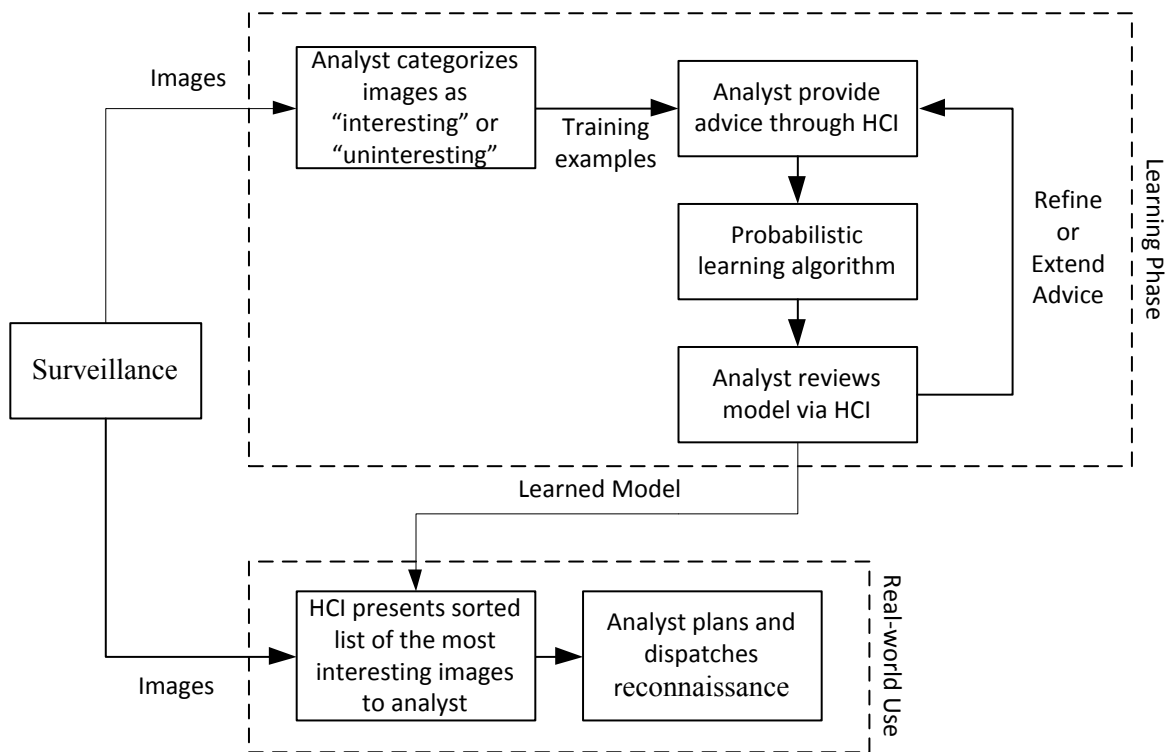 Images
Analyst categorizes
images as
“interesting” or
“uninteresting”
Training
examples
Analyst provide
advice through HCI
Probabilistic
learning algorithm
Analyst reviews
model via HCI
Refine
or
Extend
Advice
Learning Phase
Surveillance
Learned Model
Images
HCI presents sorted
list of the most
interesting images
to analyst
Analyst plans and
dispatches
reconnaissance
Real-world Use